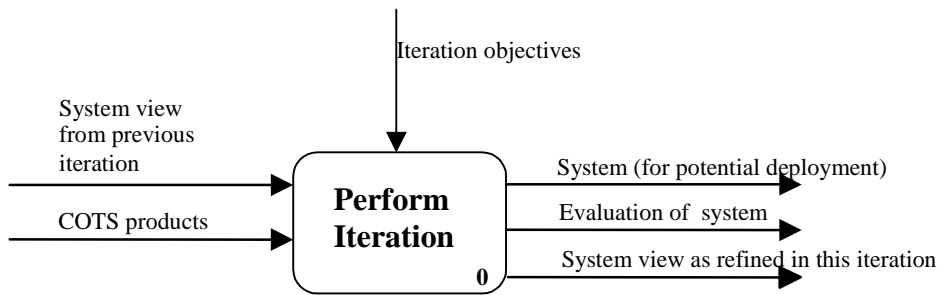 Iteration objectives
System view
from previous
iteration
COTS products
Perform
Iteration
0
System (for potential deployment)
Evaluation of system
System view as refined in this iteration